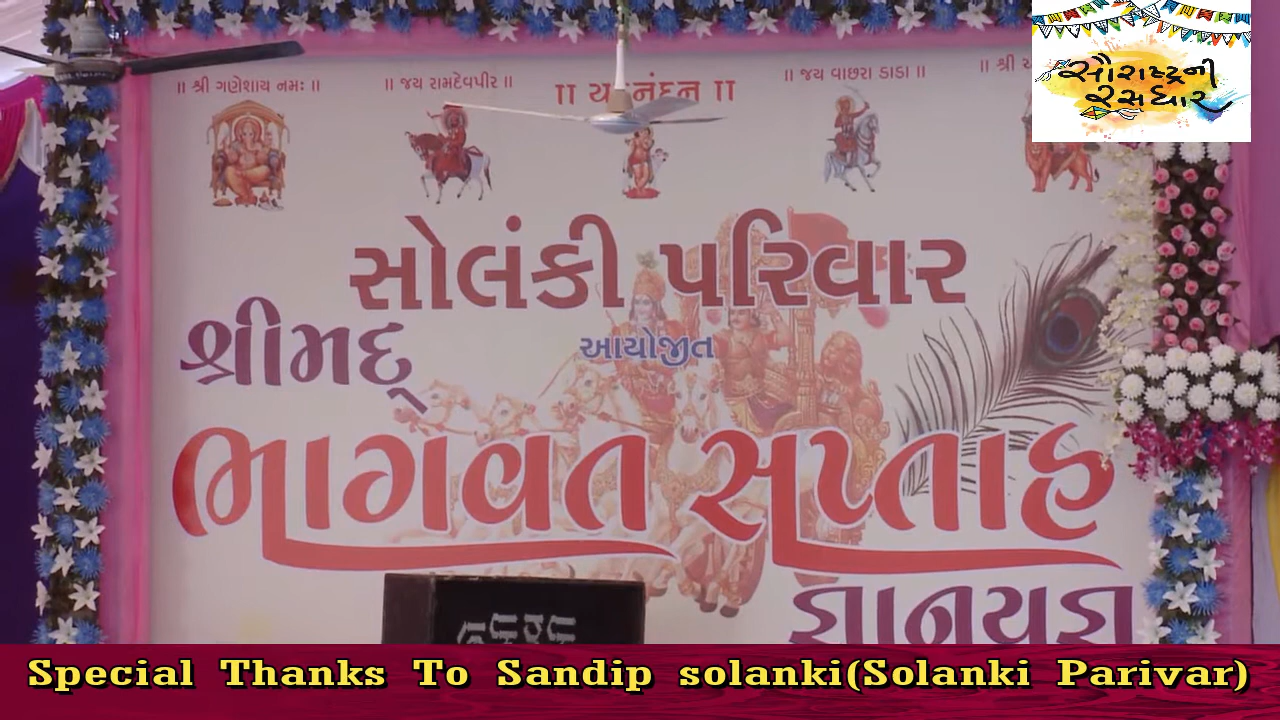 ।। શ્રી ગણેશાય નમઃ ।।
।। જય રામદેવપીર ।।
।। જય વાછરા ડાડા ।।
।। શ્રી
સૌરાષ્ટ્રની
રસધાર
સોલંકી પરિવાર
આયોજીત
શ્રીમદ્
ભાગવત સપ્તાહ
જ્ઞાનયજ્ઞ
Special Thanks To Sandip solanki(Solanki Parivar)